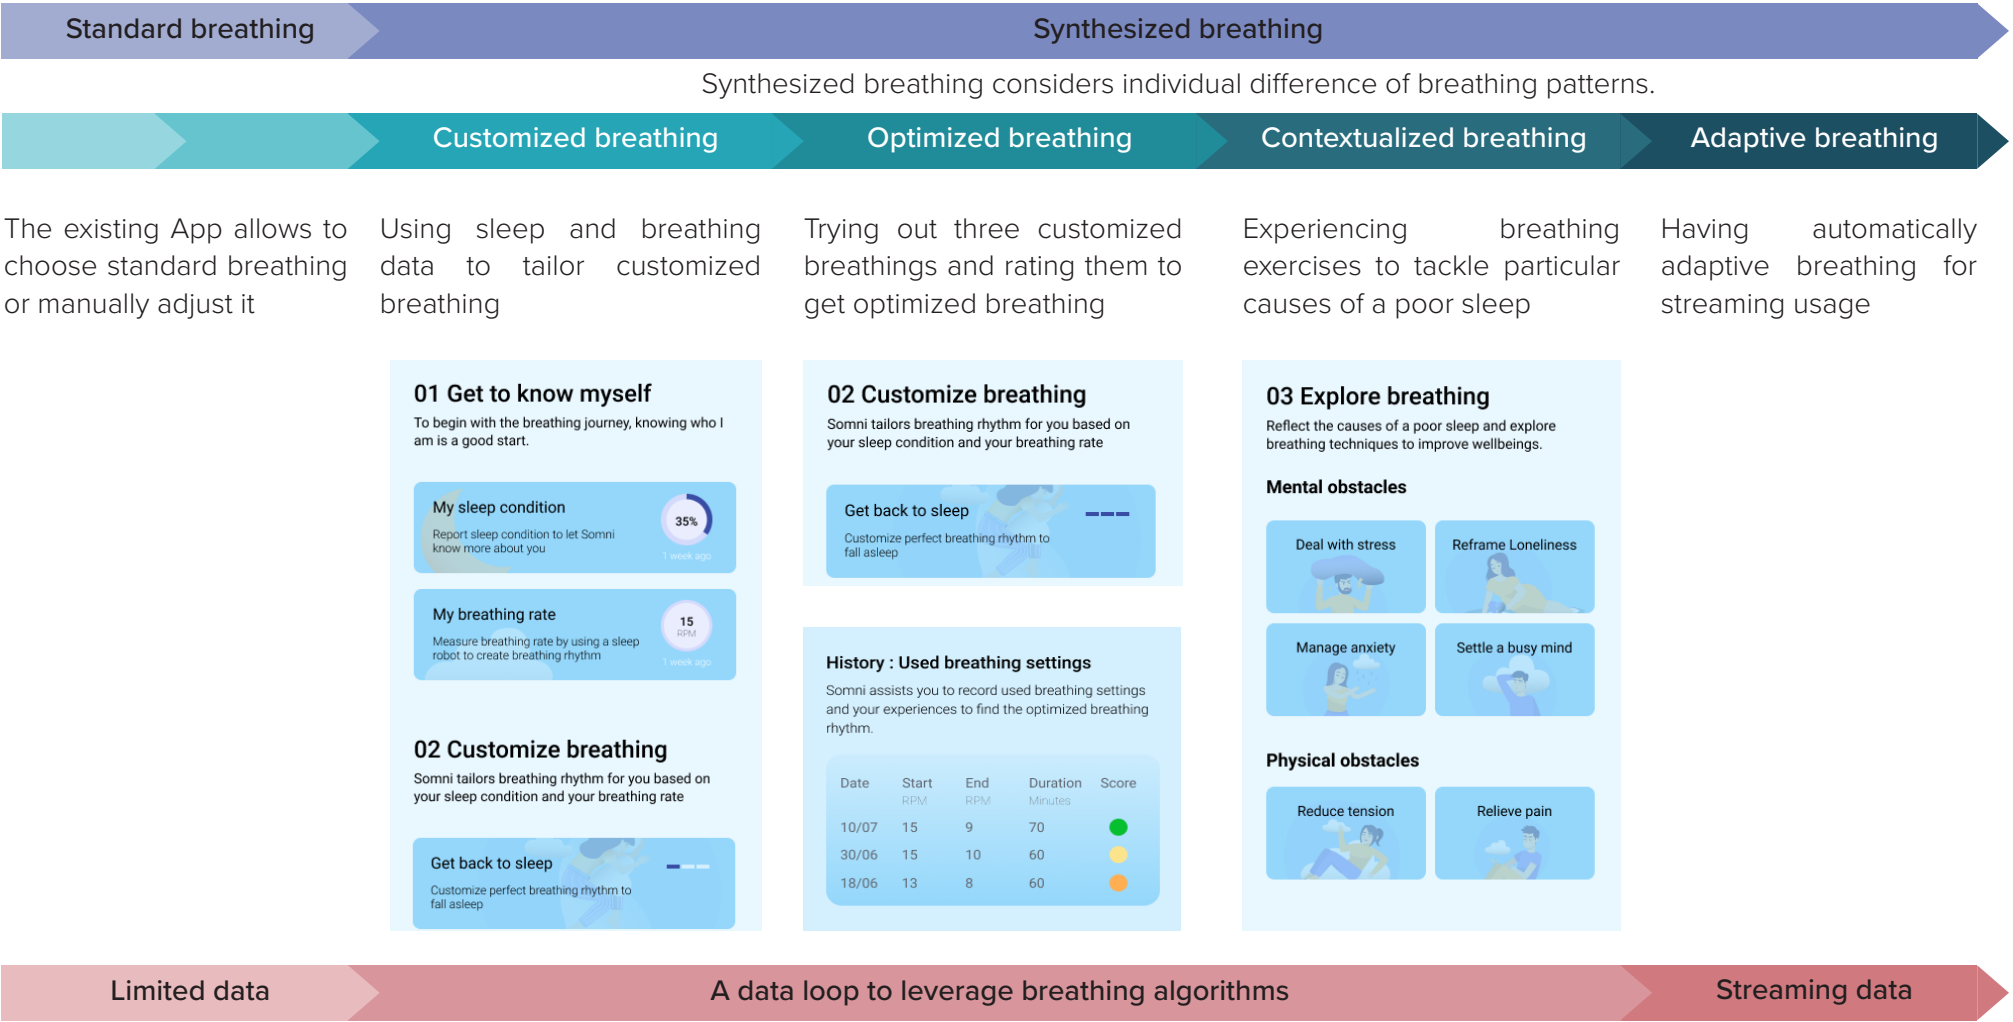 Standard breathing
Synthesized breathing
Synthesized breathing considers individual difference of breathing patterns.
Customized breathing
Optimized breathing
Contextualized breathing
Adaptive breathing
The existing App allows to
choose standard breathing
or manually adjust it
Using sleep and breathing
data to tailor customized
breathing
Trying out three customized
breathings and rating them to
get optimized breathing
Experiencing breathing
exercises to tackle particular
causes of a poor sleep
Having automatically
adaptive breathing for
streaming usage
01 Get to know myself
To begin with the breathing journey, knowing who I
am is a good start.
My sleep condition
Report sleep condition to let Somni
know more about you
35%
1 week ago
My breathing rate
Measure breathing rate by using a sleep
robot to create breathing rhythm
15
RPM
1 week ago
02 Customize breathing
Somni tailors breathing rhythm for you based on
your sleep condition and your breathing rate
Get back to sleep
Customize perfect breathing rhythm to
fall asleep
02 Customize breathing
Somni tailors breathing rhythm for you based on
your sleep condition and your breathing rate
Get back to sleep
Customize perfect breathing rhythm to
fall asleep
History : Used breathing settings
Somni assists you to record used breathing settings
and your experiences to find the optimized breathing
rhythm.
Date Start End Duration Score
RPM RPM Minutes
10/07 15 9 70
30/06 15 10 60
18/06 13 8 60
03 Explore breathing
Reflect the causes of a poor sleep and explore
breathing techniques to improve wellbeings.
Mental obstacles
Deal with stress
Reframe Loneliness
Manage anxiety
Settle a busy mind
Physical obstacles
Reduce tension
Relieve pain
Limited data
A data loop to leverage breathing algorithms
Streaming data